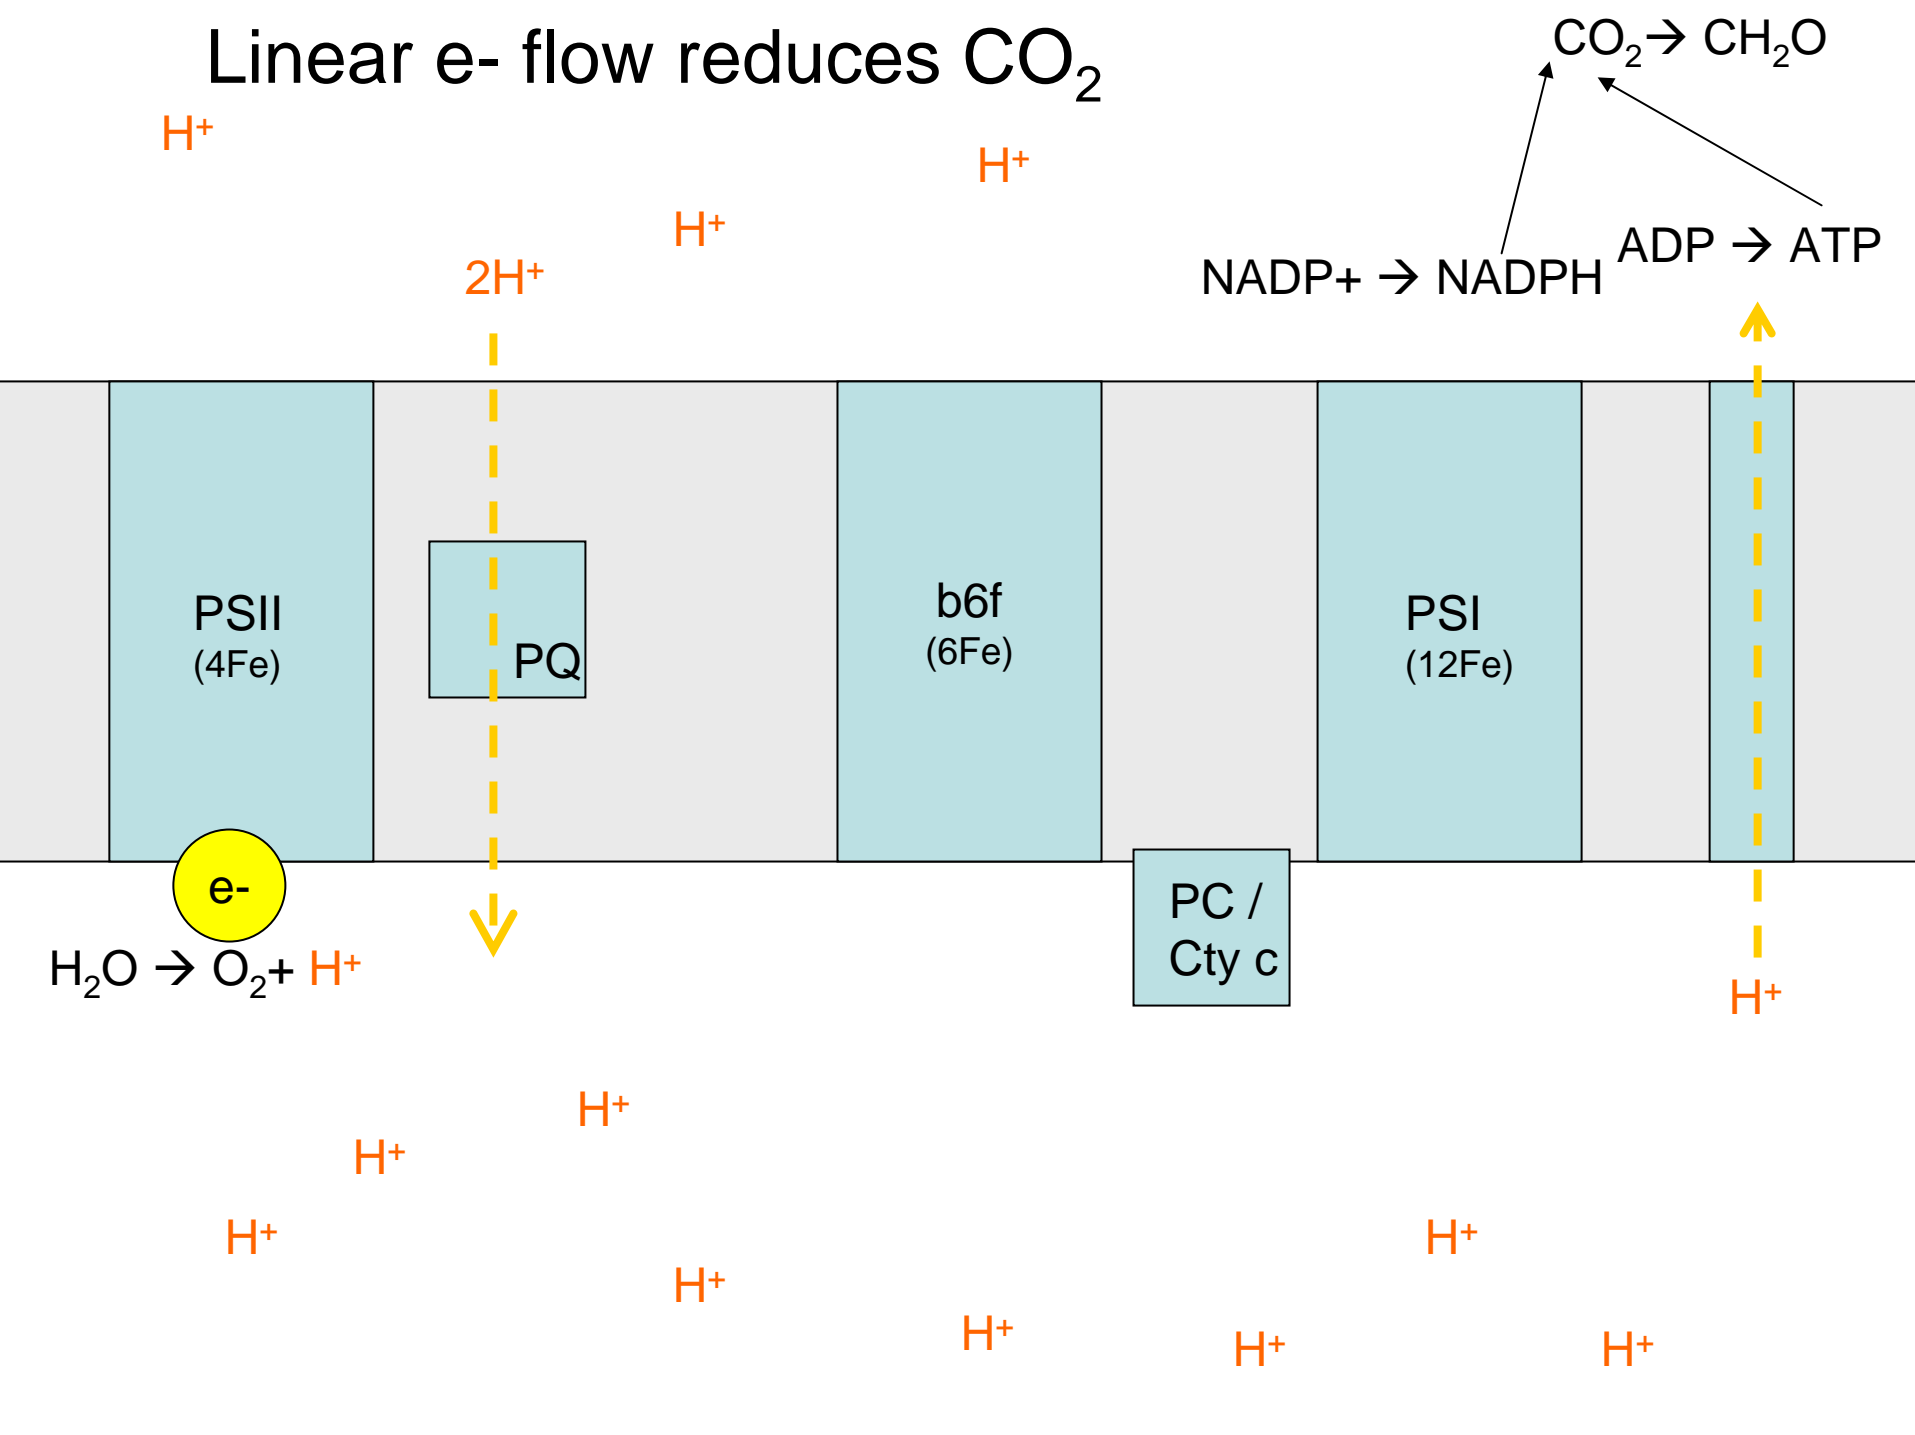 Linear e- flow reduces CO₂
CO₂→ CH₂O
H⁺
H⁺
H⁺
2H⁺
ADP → ATP
NADP+ → NADPH
PSII
(4Fe)
PQ
b6f
(6Fe)
PSI
(12Fe)
e-
PC /
Cty c
H₂O → O₂+ H⁺
H⁺
H⁺
H⁺
H⁺
H⁺
H⁺
H⁺
H⁺
H⁺